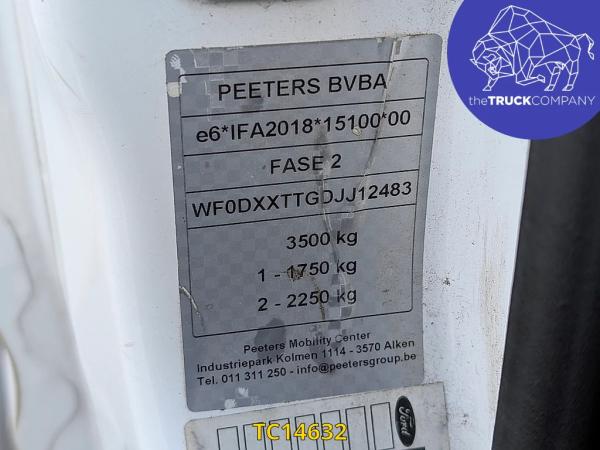 PEETERS BVBA
e6*IFA2018*15100*00
FASE 2
WF0DXXTTGDJJ12483
3500 kg
1 - 1750 kg
2 - 2250 kg
Peeters Mobility Center
Industriepark Kolmen 1114 - 3570 Alken
Tel. 011 311 250 - info@peetersgroup.be
theTRUCKCOMPANY
Ford
TC14632